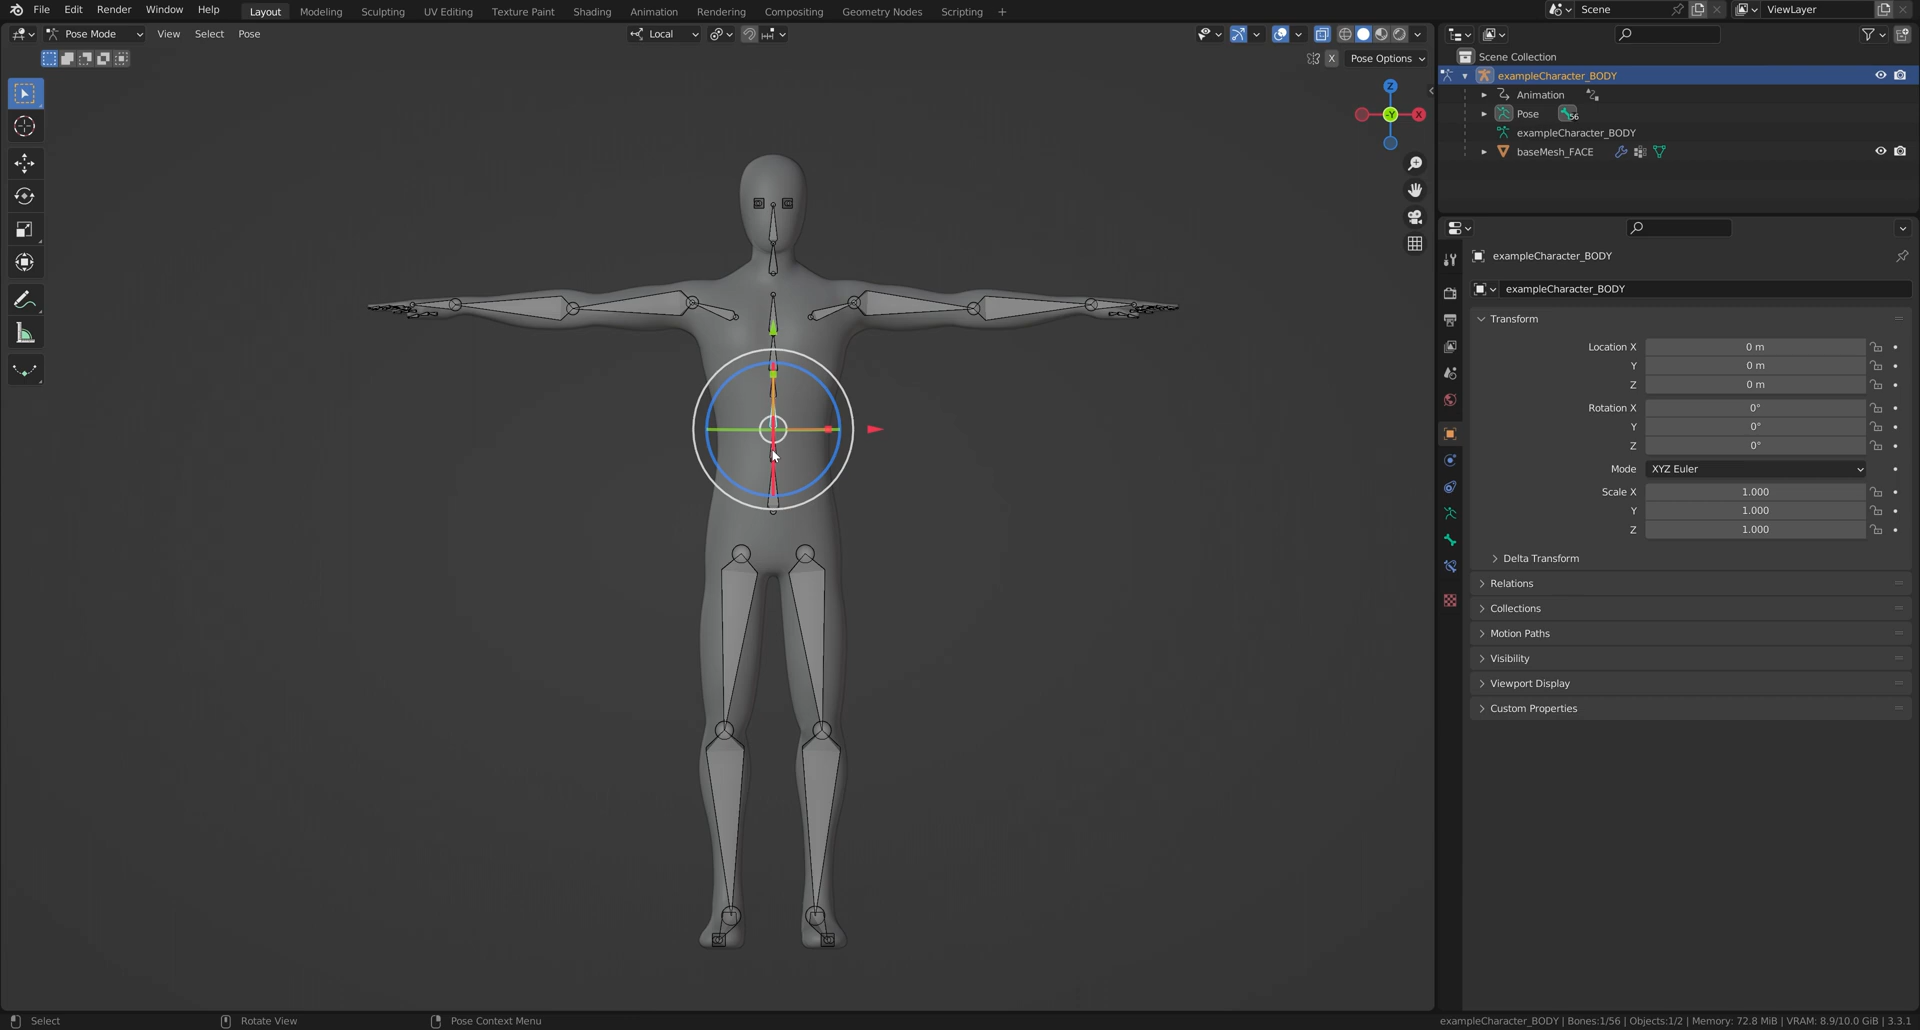 File Edit Render Window Help Layout Modeling Sculpting UV Editing Texture Paint Shading Animation Rendering Compositing Geometry Nodes Scripting + Scene ViewLayer
Pose Mode View Select Pose Local
X Pose Options
Z
-Y X
Scene Collection
exampleCharacter_BODY
Animation
Pose 56
exampleCharacter_BODY
baseMesh_FACE
exampleCharacter_BODY
exampleCharacter_BODY
Transform
Location X 0 m
Y 0 m
Z 0 m
Rotation X 0°
Y 0°
Z 0°
Mode XYZ Euler
Scale X 1.000
Y 1.000
Z 1.000
Delta Transform
Relations
Collections
Motion Paths
Visibility
Viewport Display
Custom Properties
Select Rotate View Pose Context Menu exampleCharacter_BODY | Bones:1/56 | Objects:1/2 | Memory: 72.8 MiB | VRAM: 8.9/10.0 GiB | 3.3.1